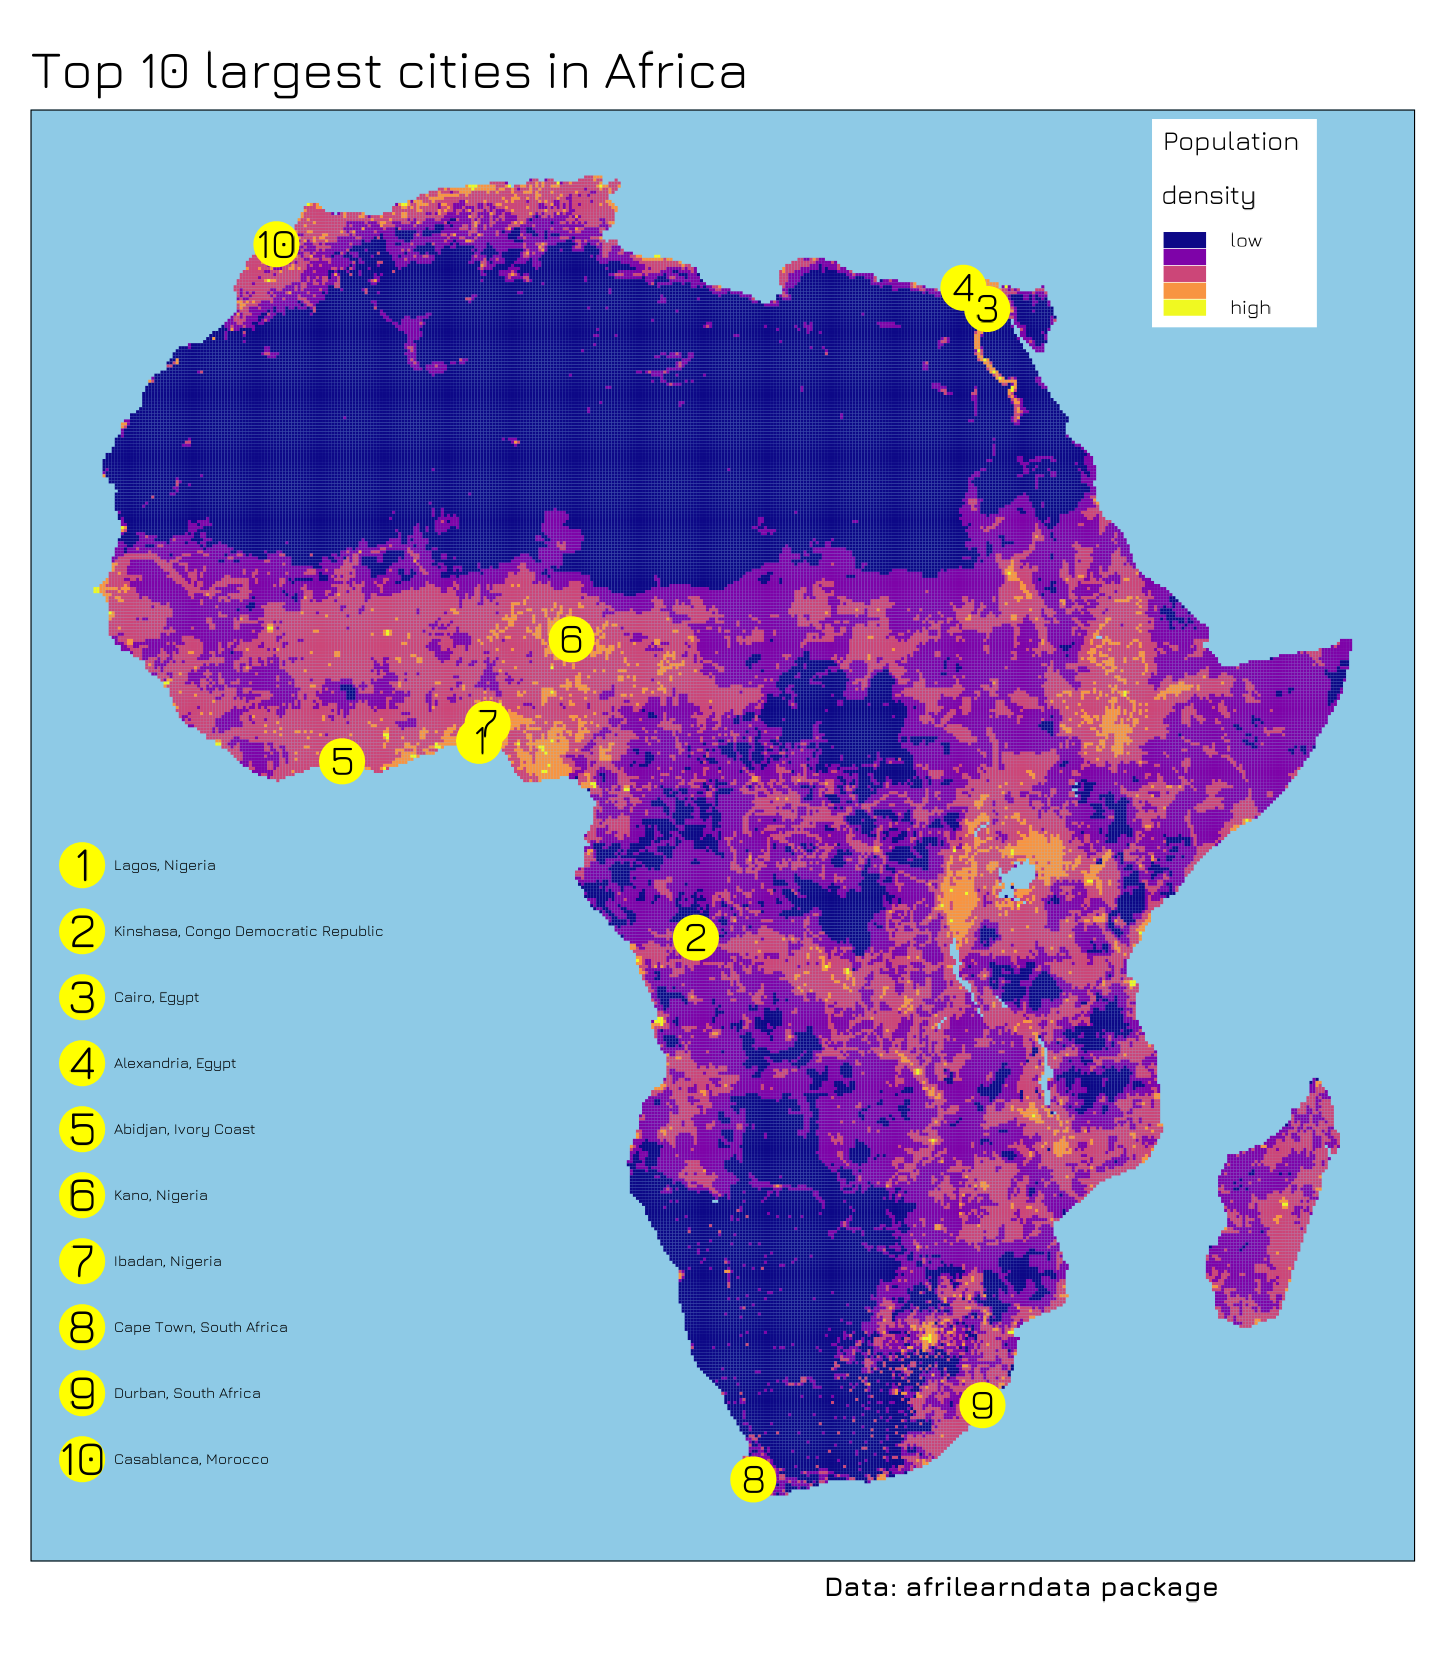 Top 10 largest cities in Africa
Population
density
low
high
10
4
3
6
7
1
5
2
9
8
1 Lagos, Nigeria
2 Kinshasa, Congo Democratic Republic
3 Cairo, Egypt
4 Alexandria, Egypt
5 Abidjan, Ivory Coast
6 Kano, Nigeria
7 Ibadan, Nigeria
8 Cape Town, South Africa
9 Durban, South Africa
10 Casablanca, Morocco
Data: afrilearndata package